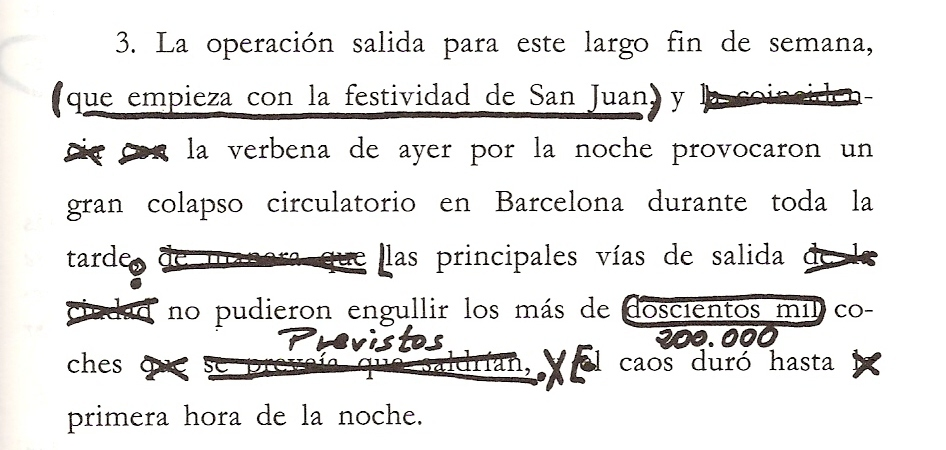 3. La operación salida para este largo fin de semana,
(que empieza con la festividad de San Juan,) y la coinciden-
cia con la verbena de ayer por la noche provocaron un
gran colapso circulatorio en Barcelona durante toda la
tarde, de manera que Llas principales vías de salida de la
ciudad no pudieron engullir los más de doscientos mil co-
Previstos 200.000
ches que se preveía que saldrían, . y El caos duró hasta la
primera hora de la noche.